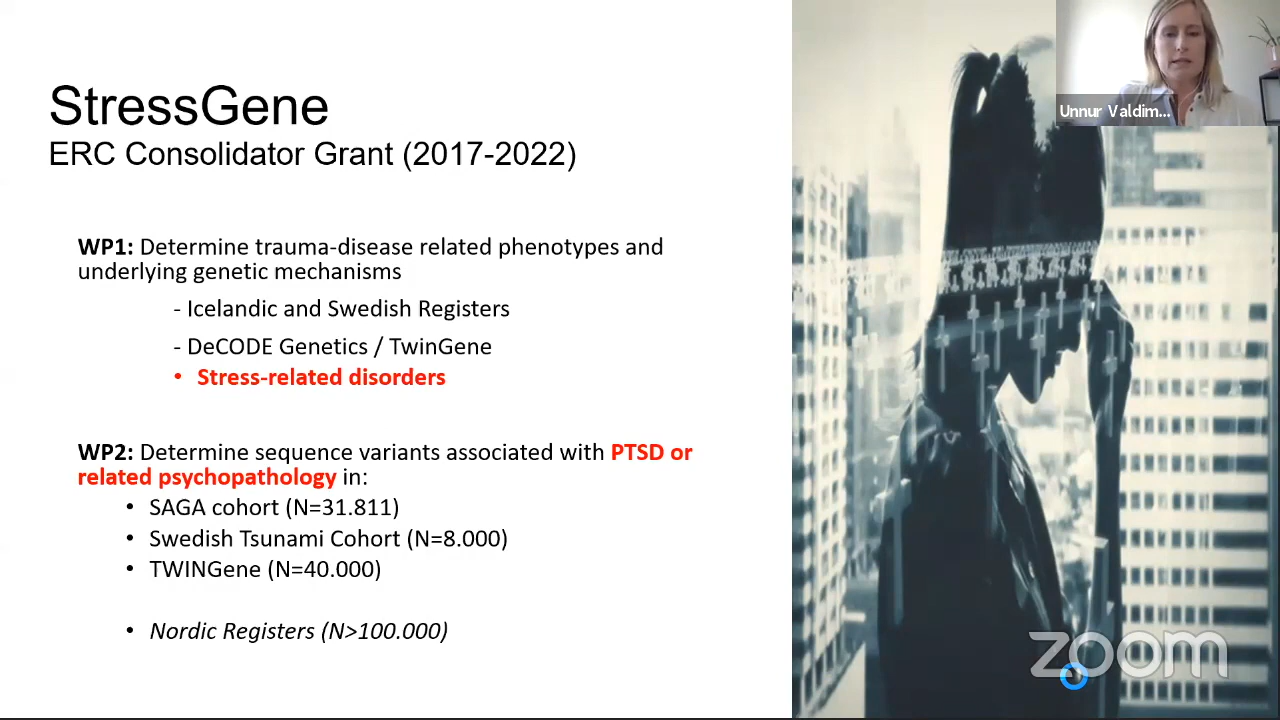 StressGene
ERC Consolidator Grant (2017-2022)
WP1: Determine trauma-disease related phenotypes and
underlying genetic mechanisms
- Icelandic and Swedish Registers
- DeCODE Genetics / TwinGene
• Stress-related disorders
WP2: Determine sequence variants associated with PTSD or
related psychopathology in:
• SAGA cohort (N=31.811)
• Swedish Tsunami Cohort (N=8.000)
• TWINGene (N=40.000)
• Nordic Registers (N>100.000)
Unnur Valdim...
zoom